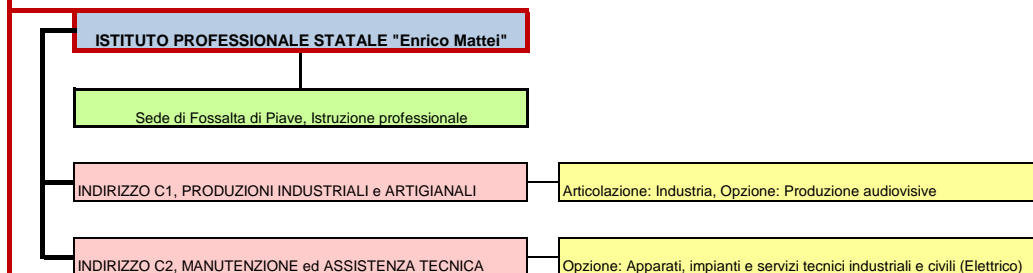 ISTITUTO PROFESSIONALE STATALE "Enrico Mattei"
Sede di Fossalta di Piave, Istruzione professionale
INDIRIZZO C1, PRODUZIONI INDUSTRIALI e ARTIGIANALI
Articolazione: Industria, Opzione: Produzione audiovisive
INDIRIZZO C2, MANUTENZIONE ed ASSISTENZA TECNICA
Opzione: Apparati, impianti e servizi tecnici industriali e civili (Elettrico)